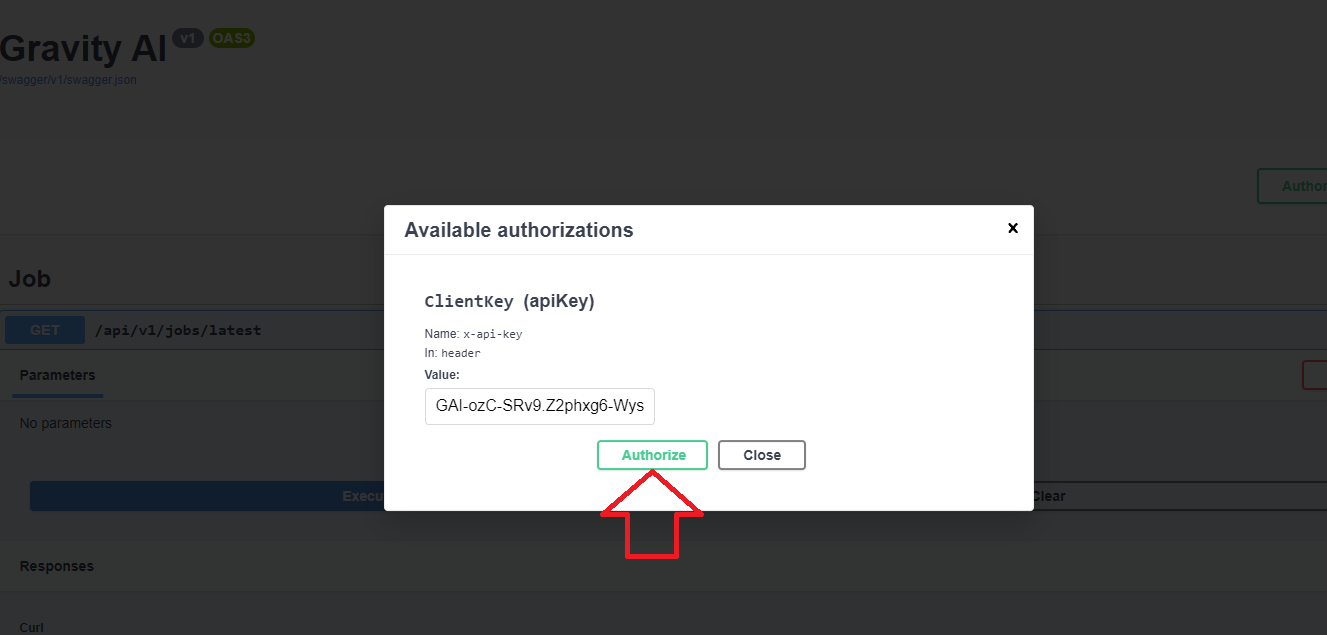 Gravity AI v1 OAS3
/swagger/v1/swagger.json
Author
Available authorizations x
Job
ClientKey (apiKey)
GET /api/v1/jobs/latest
Name: x-api-key
In: header
Parameters
Value:
GAI-ozC-SRv9.Z2phxg6-Wys
No parameters
Authorize Close
Execu Clear
Responses
Curl